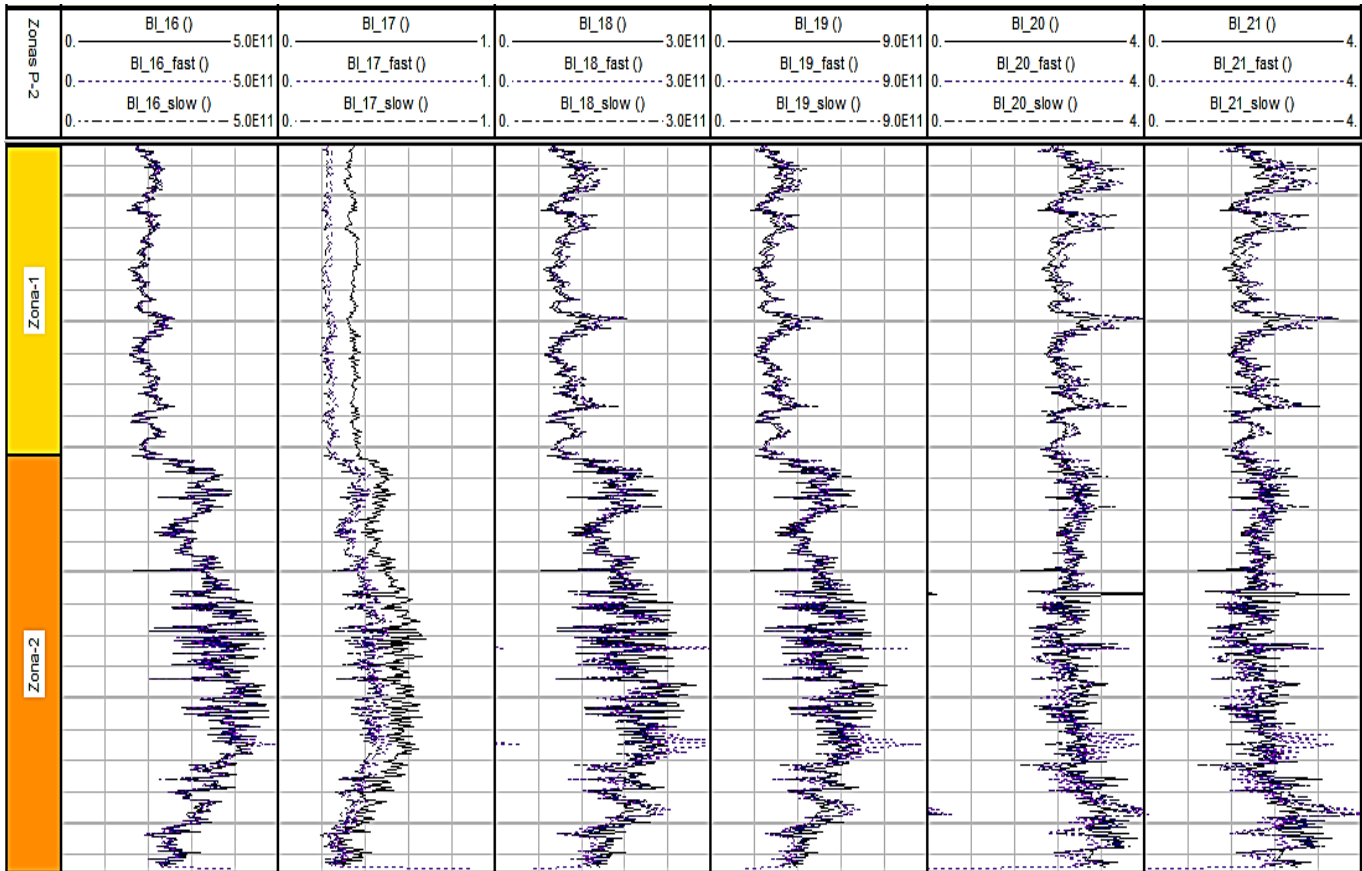 Zonas P-2
BI_16 ()
0. 5.0E11
BI_16_fast ()
0. 5.0E11
BI_16_slow ()
0. 5.0E11
BI_17 ()
0. 1.
BI_17_fast ()
0. 1.
BI_17_slow ()
0. 1.
BI_18 ()
0. 3.0E11
BI_18_fast ()
0. 3.0E11
BI_18_slow ()
0. 3.0E11
BI_19 ()
0. 9.0E11
BI_19_fast ()
0. 9.0E11
BI_19_slow ()
0. 9.0E11
BI_20 ()
0. 4.
BI_20_fast ()
0. 4.
BI_20_slow ()
0. 4.
BI_21 ()
0. 4.
BI_21_fast ()
0. 4.
BI_21_slow ()
0. 4.
Zona-1
Zona-2